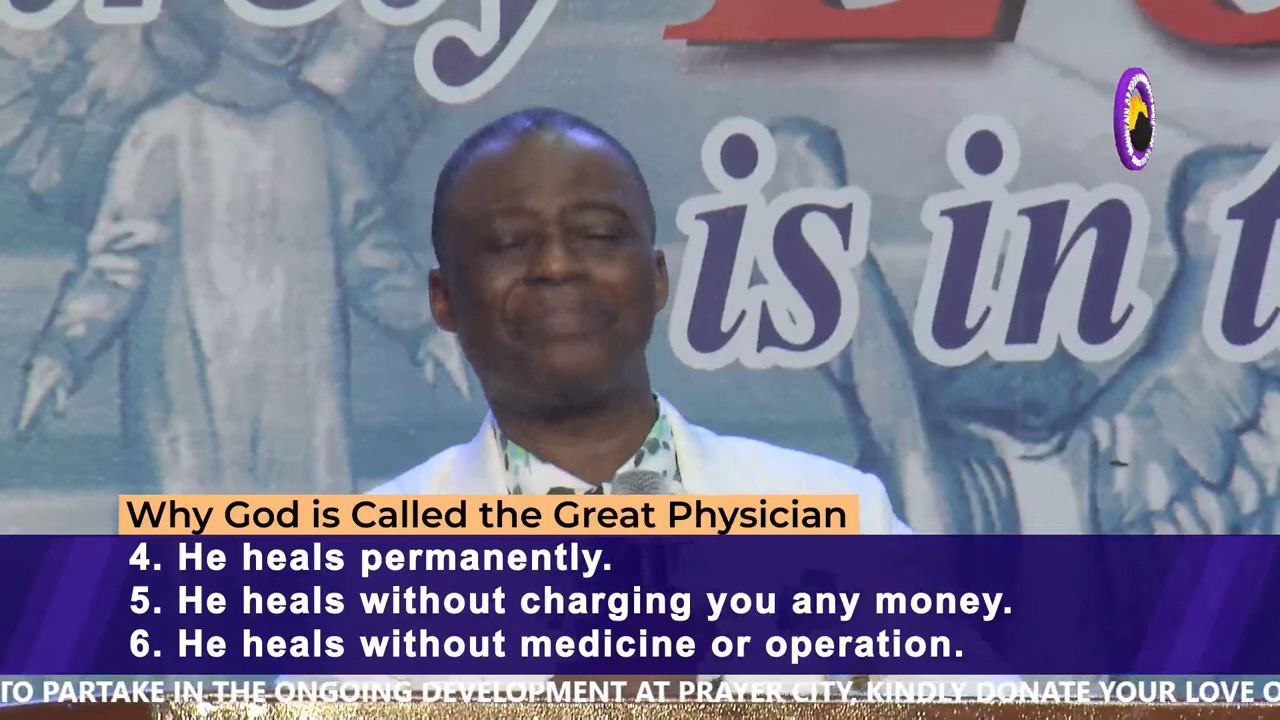 is in
Why God is Called the Great Physician
4. He heals permanently.
5. He heals without charging you any money.
6. He heals without medicine or operation.
TO PARTAKE IN THE ONGOING DEVELOPMENT AT PRAYER CITY, KINDLY DONATE YOUR LOVE